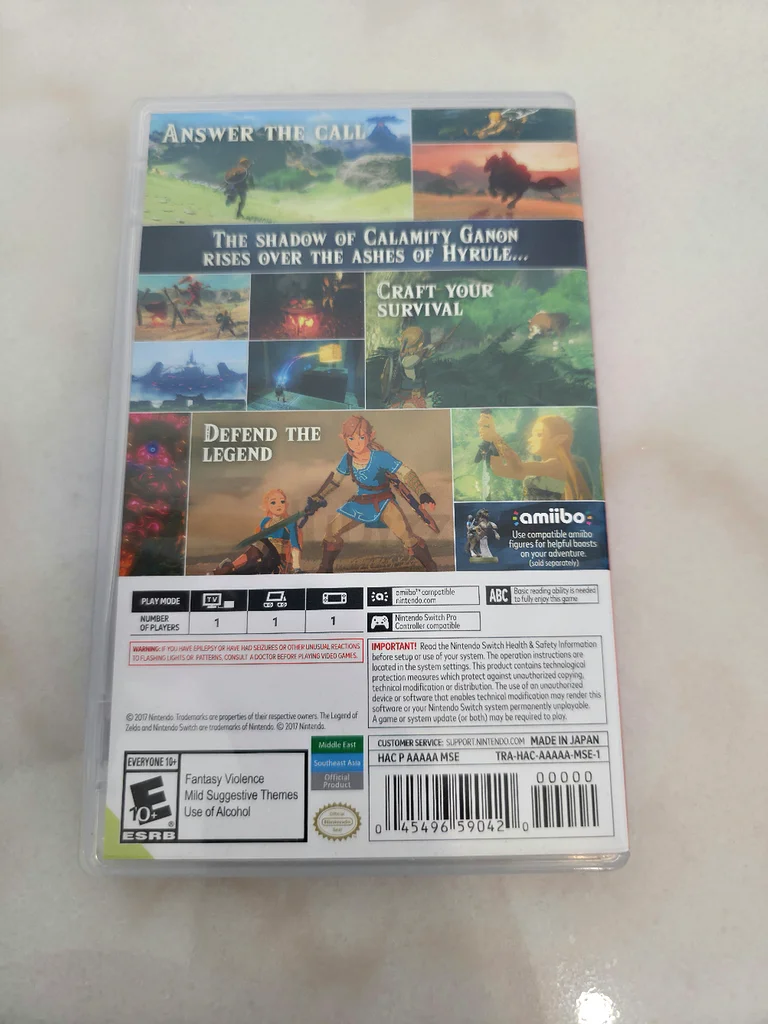 ANSWER THE CALL
THE SHADOW OF CALAMITY GANON
RISES OVER THE ASHES OF HYRULE...
CRAFT YOUR
SURVIVAL
DEFEND THE
LEGEND
amiibo
Use compatible amiibo
figures for helpful boosts
on your adventure.
(sold separately)
PLAY MODE
TV
NUMBER
OF PLAYERS
1
1
1
amiibo™ compatible
nintendo.com
ABC
Basic reading ability is needed
to fully enjoy this game
Nintendo Switch Pro
Controller compatible
WARNING: IF YOU HAVE EPILEPSY OR HAVE HAD SEIZURES OR OTHER UNUSUAL REACTIONS
TO FLASHING LIGHTS OR PATTERNS, CONSULT A DOCTOR BEFORE PLAYING VIDEO GAMES.
IMPORTANT! Read the Nintendo Switch Health & Safety Information
before setup or use of your system. The operation instructions are
located in the system settings. This product contains technological
protection measures which protect against unauthorized copying,
technical modification or distribution. The use of an unauthorized
device or software that enables technical modification may render this
software or your Nintendo Switch system permanently unplayable.
A game or system update (or both) may be required to play.
© 2017 Nintendo. Trademarks are properties of their respective owners. The Legend of
Zelda and Nintendo Switch are trademarks of Nintendo. © 2017 Nintendo.
EVERYONE 10+
E
10+
®
ESRB
Fantasy Violence
Mild Suggestive Themes
Use of Alcohol
Middle East
Southeast Asia
Official
Product
Official
Nintendo
Seal
CUSTOMER SERVICE: SUPPORT.NINTENDO.COM MADE IN JAPAN
HAC P AAAAA MSE TRA-HAC-AAAAA-MSE-1
0 45496 59042 0
00000